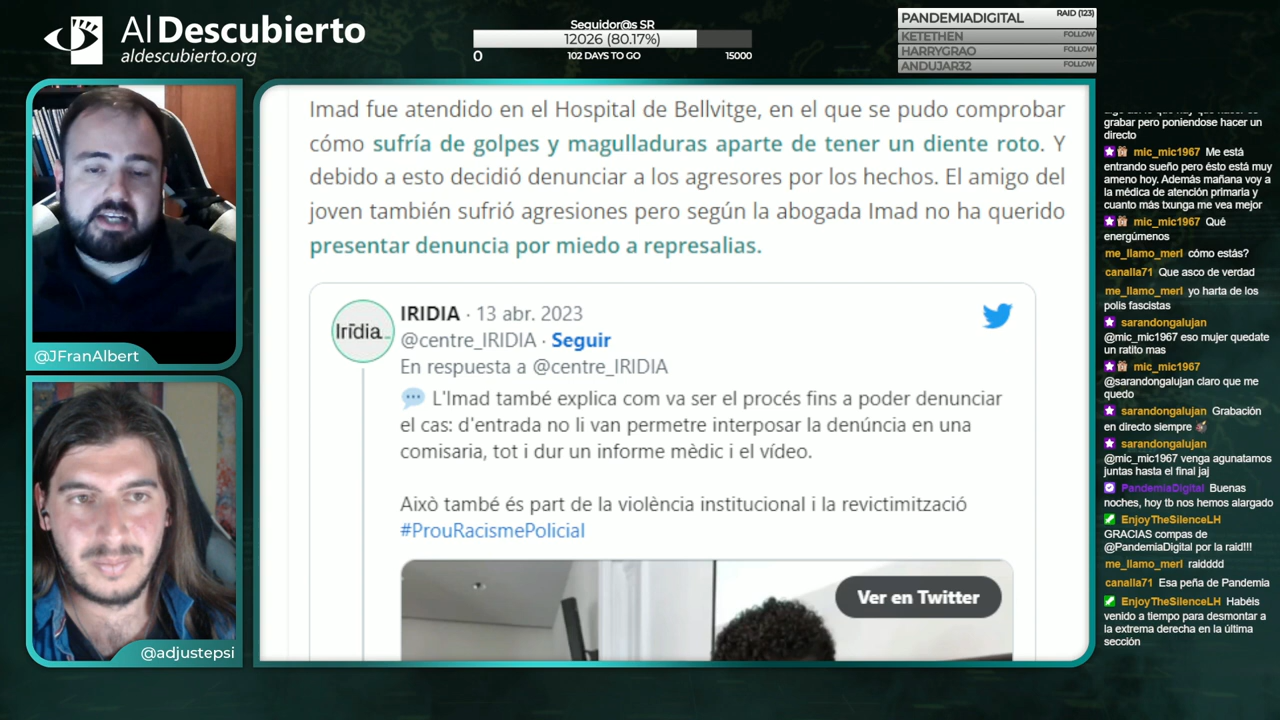 Al Descubierto
aldescubierto.org
Seguidor@s SR
12026 (80.17%)
0
102 DAYS TO GO
15000
PANDEMIADIGITAL
RAID (123)
KETETHEN
FOLLOW
HARRYGRAO
FOLLOW
ANDUJAR32
FOLLOW
@JFranAlbert
@adjustepsi
Imad fue atendido en el Hospital de Bellvitge, en el que se pudo comprobar
cómo sufría de golpes y magulladuras aparte de tener un diente roto. Y
debido a esto decidió denunciar a los agresores por los hechos. El amigo del
joven también sufrió agresiones pero según la abogada Imad no ha querido
presentar denuncia por miedo a represalias.
Irídia
IRIDIA · 13 abr. 2023
@centre_IRIDIA · Seguir
En respuesta a @centre_IRIDIA
💬 L'Imad també explica com va ser el procés fins a poder denunciar
el cas: d'entrada no li van permetre interposar la denúncia en una
comisaria, tot i dur un informe mèdic i el vídeo.
Això també és part de la violència institucional i la revictimització
#ProuRacismePolicial
Ver en Twitter
grabar pero poniendose hacer un
directo
mic_mic1967 Me está
entrando sueño pero ésto está muy
ameno hoy. Además mañana voy a
la médica de atención primaria y
cuanto más txunga me vea mejor
mic_mic1967 Qué
energúmenos
me_llamo_merl cómo estás?
canalla71 Que asco de verdad
me_llamo_merl yo harta de los
polis fascistas
sarandongalujan
@mic_mic1967 eso mujer quedate
un ratito mas
mic_mic1967
@sarandongalujan claro que me
quedo
sarandongalujan Grabación
en directo siempre
sarandongalujan
@mic_mic1967 venga agunatamos
juntas hasta el final jaj
PandemiaDigital Buenas
noches, hoy tb nos hemos alargado
EnjoyTheSilenceLH
GRACIAS compas de
@PandemiaDigital por la raid!!!
me_llamo_merl raidddd
canalla71 Esa peña de Pandemia
EnjoyTheSilenceLH Habéis
venido a tiempo para desmontar a
la extrema derecha en la última
sección